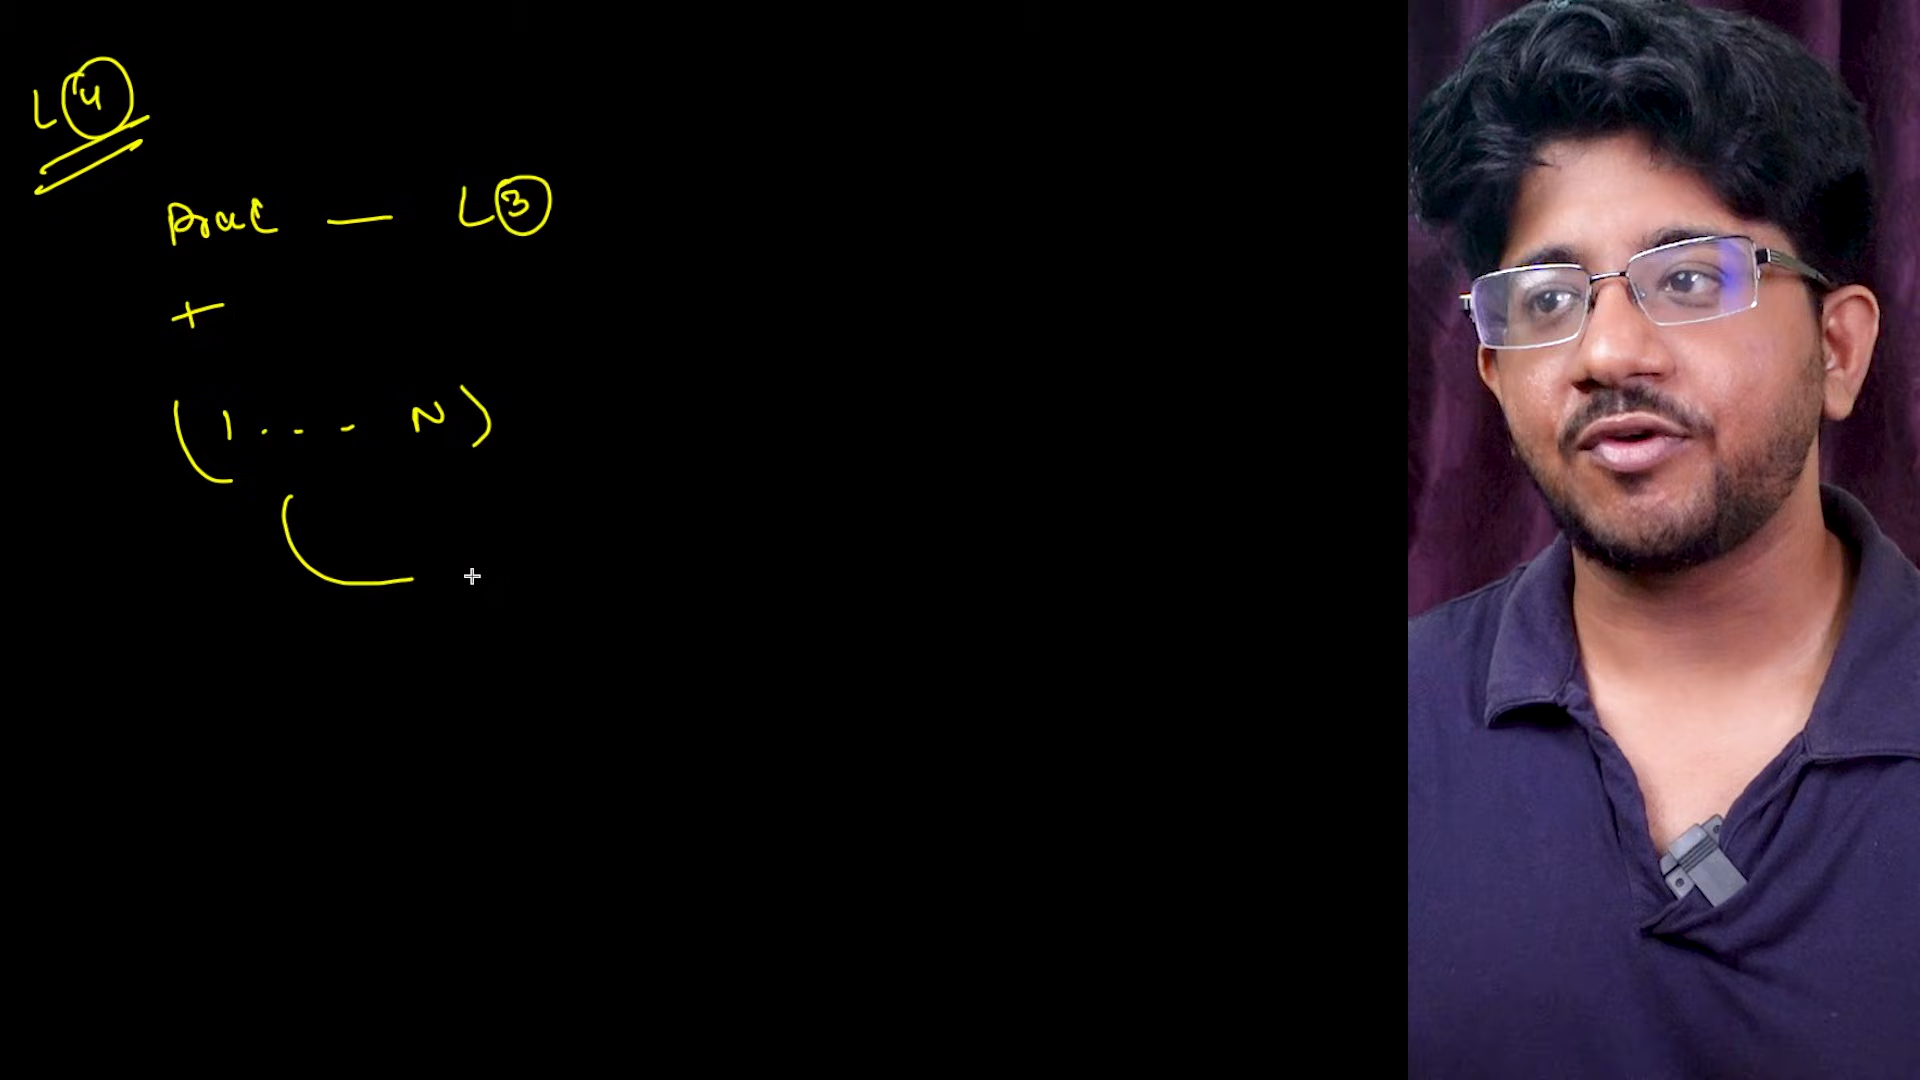 L4
Prac — L3
+
(1 . . . N)